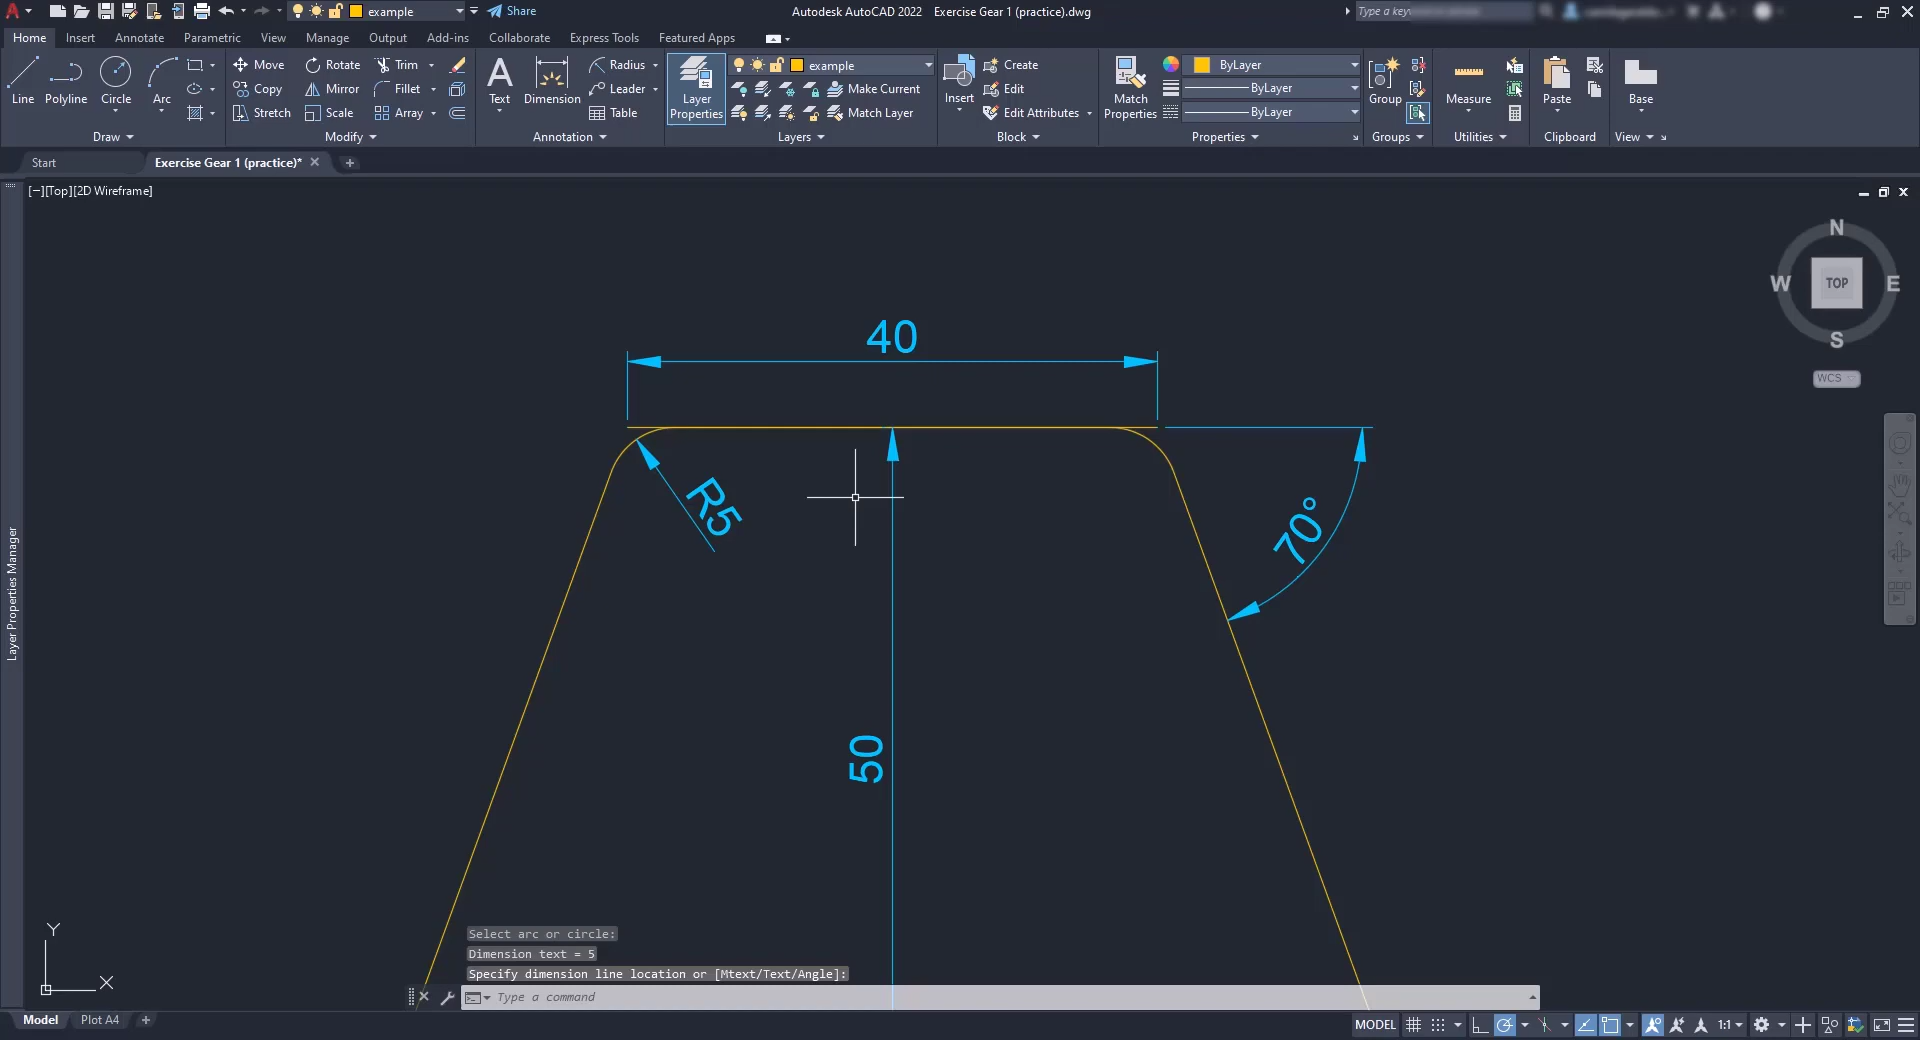 example
Share
Autodesk AutoCAD 2022 Exercise Gear 1 (practice).dwg
Home Insert Annotate Parametric View Manage Output Add-ins Collaborate Express Tools Featured Apps
Line
Polyline
Circle
Arc
Draw
Move
Rotate
Trim
Copy
Mirror
Fillet
Stretch
Scale
Array
Modify
A
Text
Dimension
Radius
Leader
Table
Annotation
Layer
Properties
example
Make Current
Match Layer
Layers
Insert
Create
Edit
Edit Attributes
Block
Match
Properties
ByLayer
ByLayer
ByLayer
Properties
Group
Groups
Measure
Utilities
Paste
Clipboard
Base
View
Start
Exercise Gear 1 (practice)*
[−][Top][2D Wireframe]
N
W
TOP
E
S
WCS
40
R5
70°
50
Layer Properties Manager
Y
X
Select arc or circle:
Dimension text = 5
Specify dimension line location or [Mtext/Text/Angle]:
Type a command
Model
Plot A4
MODEL
1:1